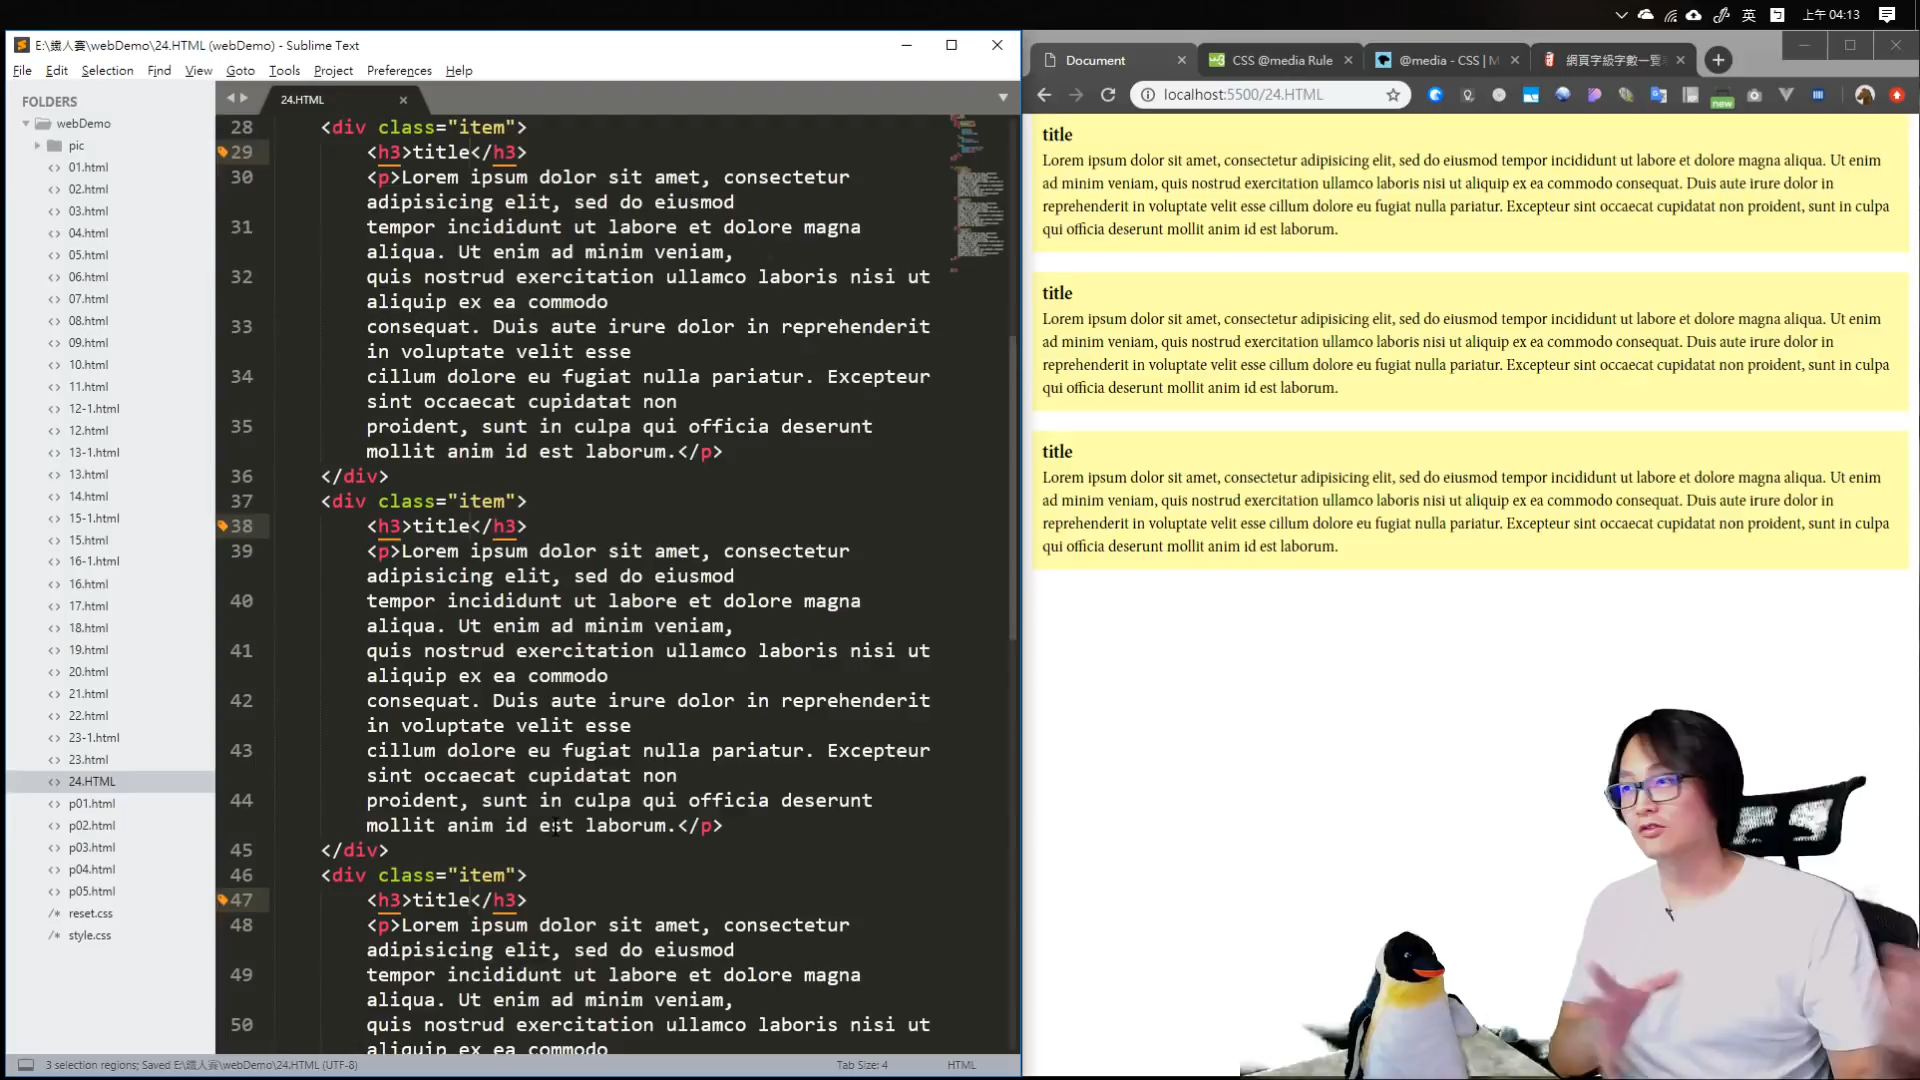 英
上午 04:13
E:\鐵人賽\webDemo\24.HTML (webDemo) - Sublime Text
File Edit Selection Find View Goto Tools Project Preferences Help
FOLDERS
webDemo
pic
01.html
02.html
03.html
04.html
05.html
06.html
07.html
08.html
09.html
10.html
11.html
12-1.html
12.html
13-1.html
13.html
14.html
15-1.html
15.html
16-1.html
16.html
17.html
18.html
19.html
20.html
21.html
22.html
23-1.html
23.html
24.HTML
p01.html
p02.html
p03.html
p04.html
p05.html
reset.css
style.css
24.HTML
28 <div class="item">
29 <h3>title</h3>
30 <p>Lorem ipsum dolor sit amet, consectetur
adipisicing elit, sed do eiusmod
31 tempor incididunt ut labore et dolore magna
aliqua. Ut enim ad minim veniam,
32 quis nostrud exercitation ullamco laboris nisi ut
aliquip ex ea commodo
33 consequat. Duis aute irure dolor in reprehenderit
in voluptate velit esse
34 cillum dolore eu fugiat nulla pariatur. Excepteur
sint occaecat cupidatat non
35 proident, sunt in culpa qui officia deserunt
mollit anim id est laborum.</p>
36 </div>
37 <div class="item">
38 <h3>title</h3>
39 <p>Lorem ipsum dolor sit amet, consectetur
adipisicing elit, sed do eiusmod
40 tempor incididunt ut labore et dolore magna
aliqua. Ut enim ad minim veniam,
41 quis nostrud exercitation ullamco laboris nisi ut
aliquip ex ea commodo
42 consequat. Duis aute irure dolor in reprehenderit
in voluptate velit esse
43 cillum dolore eu fugiat nulla pariatur. Excepteur
sint occaecat cupidatat non
44 proident, sunt in culpa qui officia deserunt
mollit anim id est laborum.</p>
45 </div>
46 <div class="item">
47 <h3>title</h3>
48 <p>Lorem ipsum dolor sit amet, consectetur
adipisicing elit, sed do eiusmod
49 tempor incididunt ut labore et dolore magna
aliqua. Ut enim ad minim veniam,
50 quis nostrud exercitation ullamco laboris nisi ut
aliquip ex ea commodo
3 selection regions; Saved E:\鐵人賽\webDemo\24.HTML (UTF-8)
Tab Size: 4
HTML
Document
CSS @media Rule
@media - CSS | M
網頁字級字數一覽
localhost:5500/24.HTML
new
title
Lorem ipsum dolor sit amet, consectetur adipisicing elit, sed do eiusmod tempor incididunt ut labore et dolore magna aliqua. Ut enim
ad minim veniam, quis nostrud exercitation ullamco laboris nisi ut aliquip ex ea commodo consequat. Duis aute irure dolor in
reprehenderit in voluptate velit esse cillum dolore eu fugiat nulla pariatur. Excepteur sint occaecat cupidatat non proident, sunt in culpa
qui officia deserunt mollit anim id est laborum.
title
Lorem ipsum dolor sit amet, consectetur adipisicing elit, sed do eiusmod tempor incididunt ut labore et dolore magna aliqua. Ut enim
ad minim veniam, quis nostrud exercitation ullamco laboris nisi ut aliquip ex ea commodo consequat. Duis aute irure dolor in
reprehenderit in voluptate velit esse cillum dolore eu fugiat nulla pariatur. Excepteur sint occaecat cupidatat non proident, sunt in culpa
qui officia deserunt mollit anim id est laborum.
title
Lorem ipsum dolor sit amet, consectetur adipisicing elit, sed do eiusmod tempor incididunt ut labore et dolore magna aliqua. Ut enim
ad minim veniam, quis nostrud exercitation ullamco laboris nisi ut aliquip ex ea commodo consequat. Duis aute irure dolor in
reprehenderit in voluptate velit esse cillum dolore eu fugiat nulla pariatur. Excepteur sint occaecat cupidatat non proident, sunt in culpa
qui officia deserunt mollit anim id est laborum.